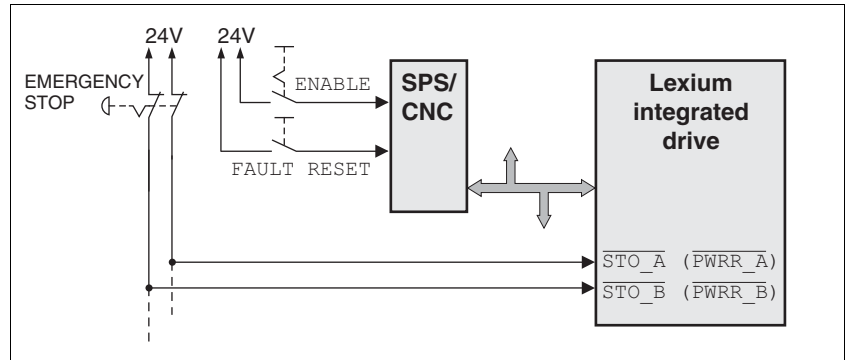 24V
24V
EMERGENCY
STOP
ENABLE
FAULT RESET
SPS/
CNC
Lexium
integrated
drive
STO_A (PWRR_A)
STO_B (PWRR_B)